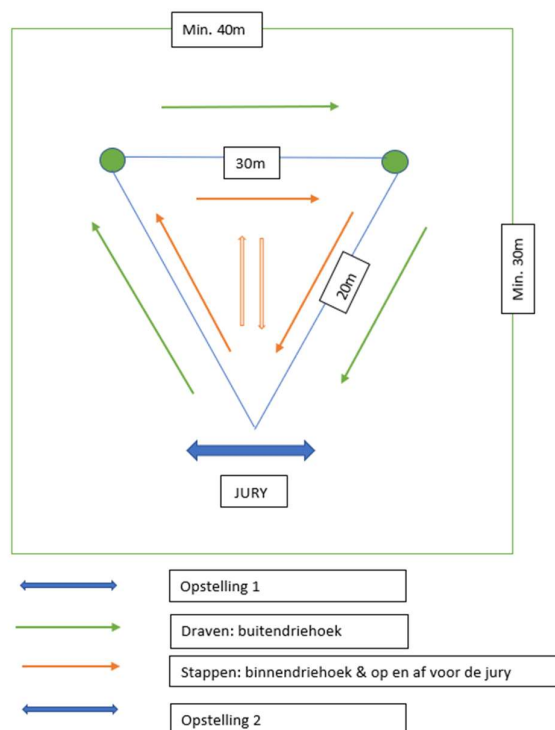 Min. 40m
30m
20m
Min. 30m
JURY
Opstelling 1
Draven: buitendriehoek
Stappen: binnendriehoek & op en af voor de jury
Opstelling 2